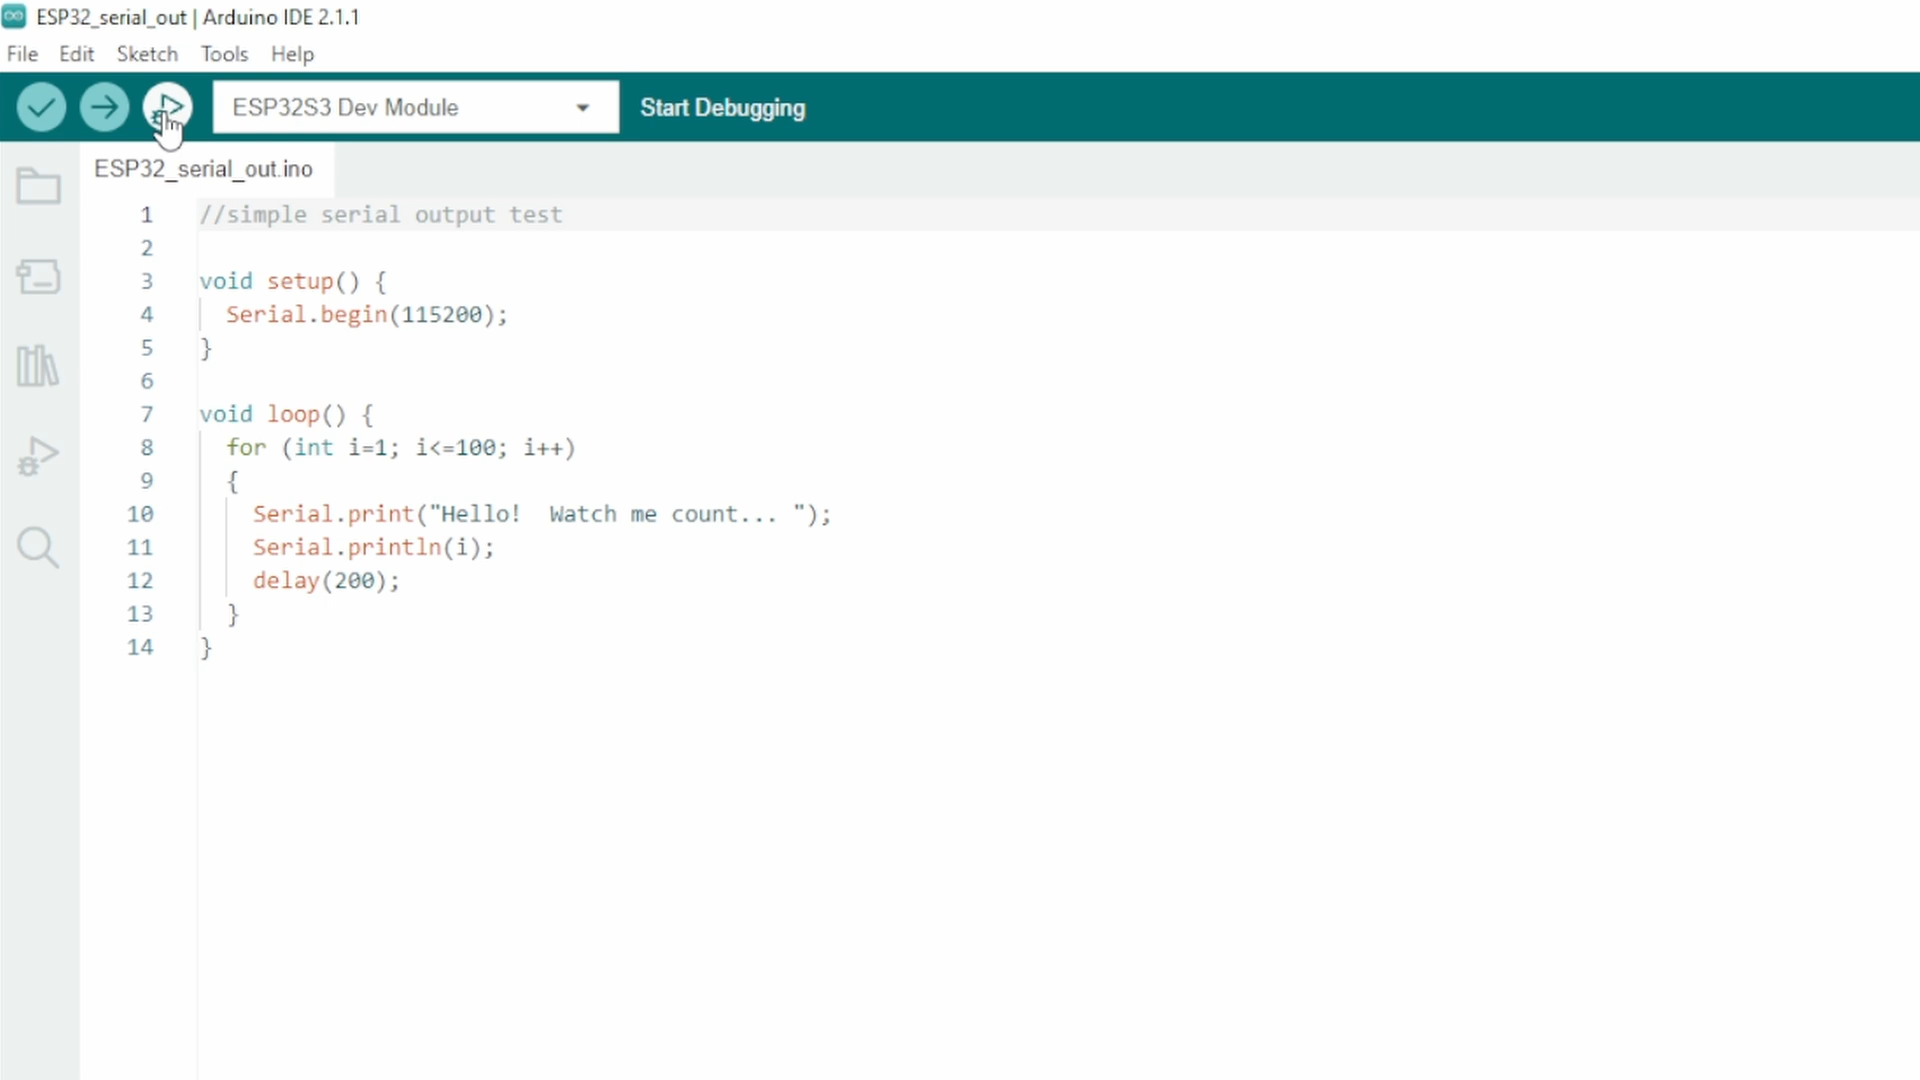 ESP32_serial_out | Arduino IDE 2.1.1
File Edit Sketch Tools Help
ESP32S3 Dev Module Start Debugging
ESP32_serial_out.ino
1 //simple serial output test
2
3 void setup() {
4 Serial.begin(115200);
5 }
6
7 void loop() {
8 for (int i=1; i<=100; i++)
9 {
10 Serial.print("Hello!  Watch me count... ");
11 Serial.println(i);
12 delay(200);
13 }
14 }